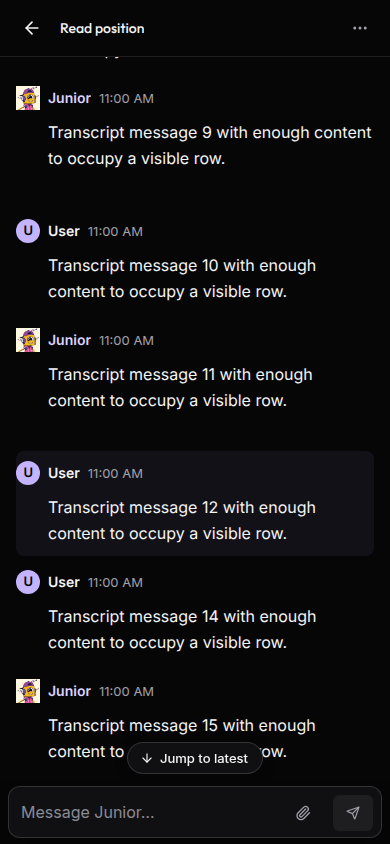 Read position
Junior 11:00 AM
Transcript message 9 with enough content
to occupy a visible row.
U User 11:00 AM
Transcript message 10 with enough
content to occupy a visible row.
Junior 11:00 AM
Transcript message 11 with enough
content to occupy a visible row.
U User 11:00 AM
Transcript message 12 with enough
content to occupy a visible row.
U User 11:00 AM
Transcript message 14 with enough
content to occupy a visible row.
Junior 11:00 AM
Transcript message 15 with enough
content to row.
Jump to latest
Message Junior...